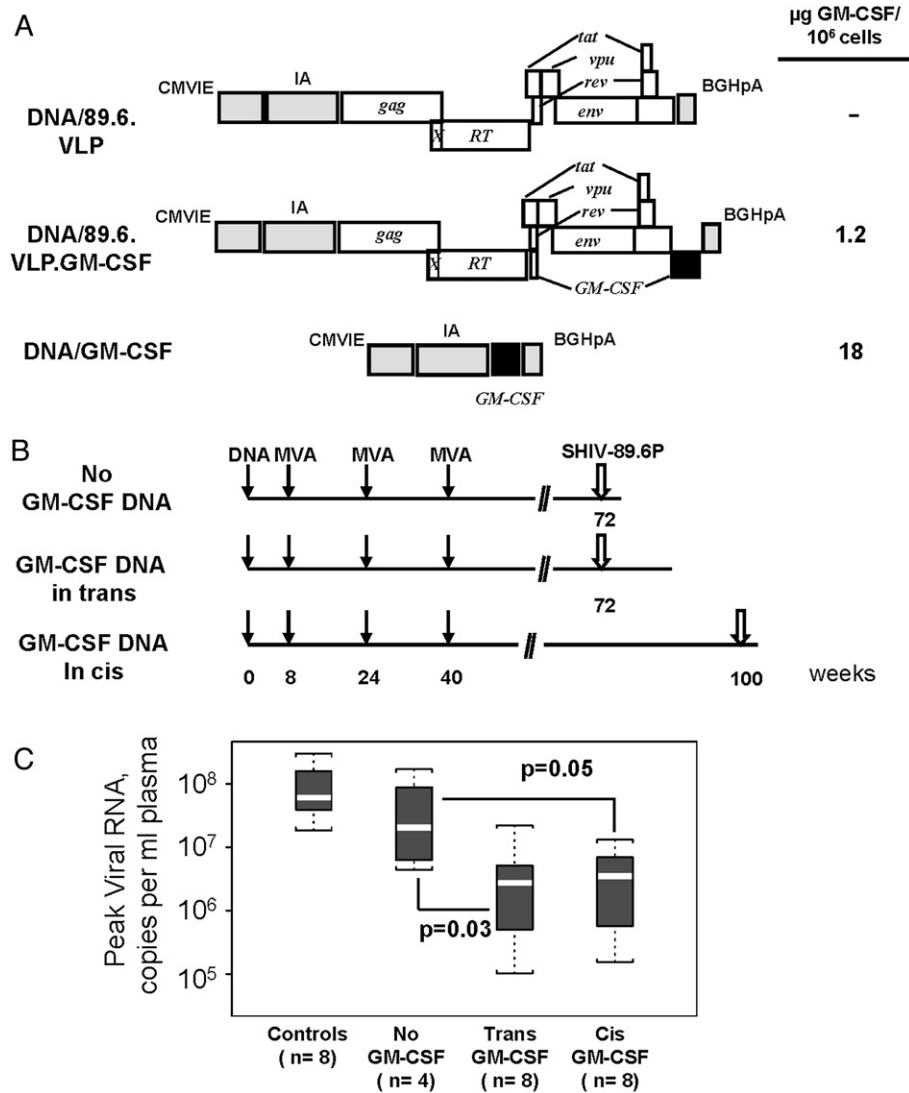 A
µg GM-CSF/
10⁶ cells
DNA/89.6.
VLP
CMVIE
IA
gag
X
RT
tat
vpu
rev
env
BGHpA
–
DNA/89.6.
VLP.GM-CSF
CMVIE
IA
gag
X
RT
tat
vpu
rev
env
GM-CSF
BGHpA
1.2
DNA/GM-CSF
CMVIE
IA
GM-CSF
BGHpA
18
B
No
GM-CSF DNA
DNA MVA MVA MVA SHIV-89.6P
72
GM-CSF DNA
in trans
72
GM-CSF DNA
In cis
0 8 24 40 100 weeks
C
Peak Viral RNA,
copies per ml plasma
10⁸
10⁷
10⁶
10⁵
p=0.05
p=0.03
Controls
( n= 8)
No
GM-CSF
( n= 4)
Trans
GM-CSF
( n= 8)
Cis
GM-CSF
( n= 8)